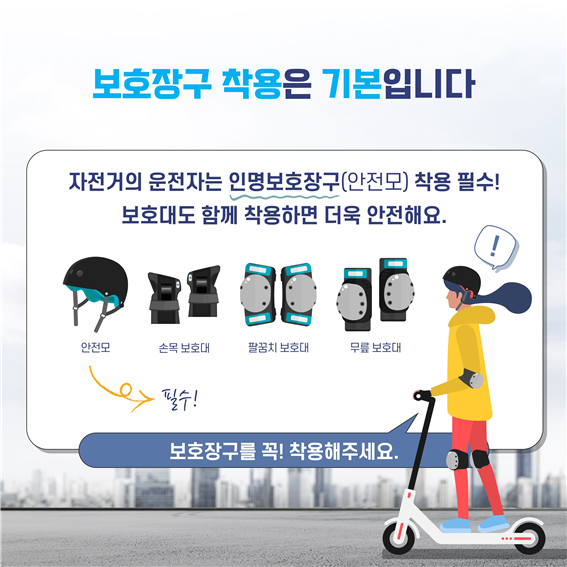 보호장구 착용은 기본입니다
자전거의 운전자는 인명보호장구(안전모) 착용 필수!
보호대도 함께 착용하면 더욱 안전해요.
!
안전모
손목 보호대
팔꿈치 보호대
무릎 보호대
필수!
보호장구를 꼭! 착용해주세요.